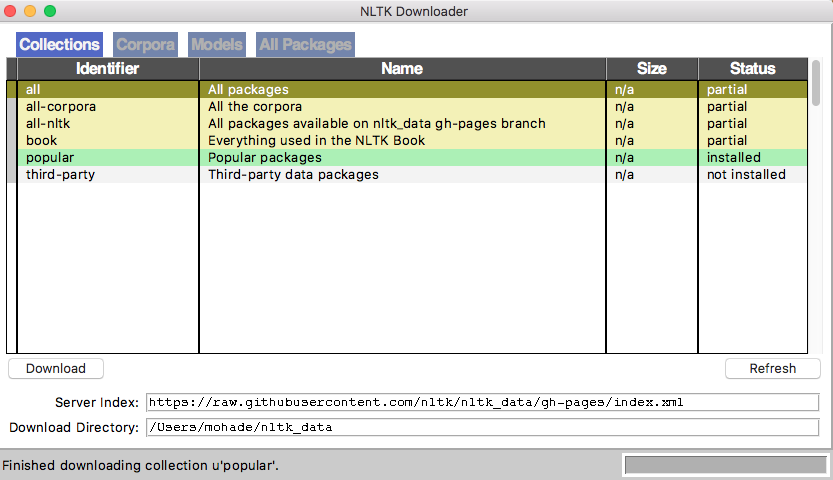 NLTK Downloader
Collections Corpora Models All Packages
Identifier Name Size Status
all All packages n/a partial
all-corpora All the corpora n/a partial
all-nltk All packages available on nltk_data gh-pages branch n/a partial
book Everything used in the NLTK Book n/a partial
popular Popular packages n/a installed
third-party Third-party data packages n/a not installed
Download Refresh
Server Index: https://raw.githubusercontent.com/nltk/nltk_data/gh-pages/index.xml
Download Directory: /Users/mohade/nltk_data
Finished downloading collection u'popular'.